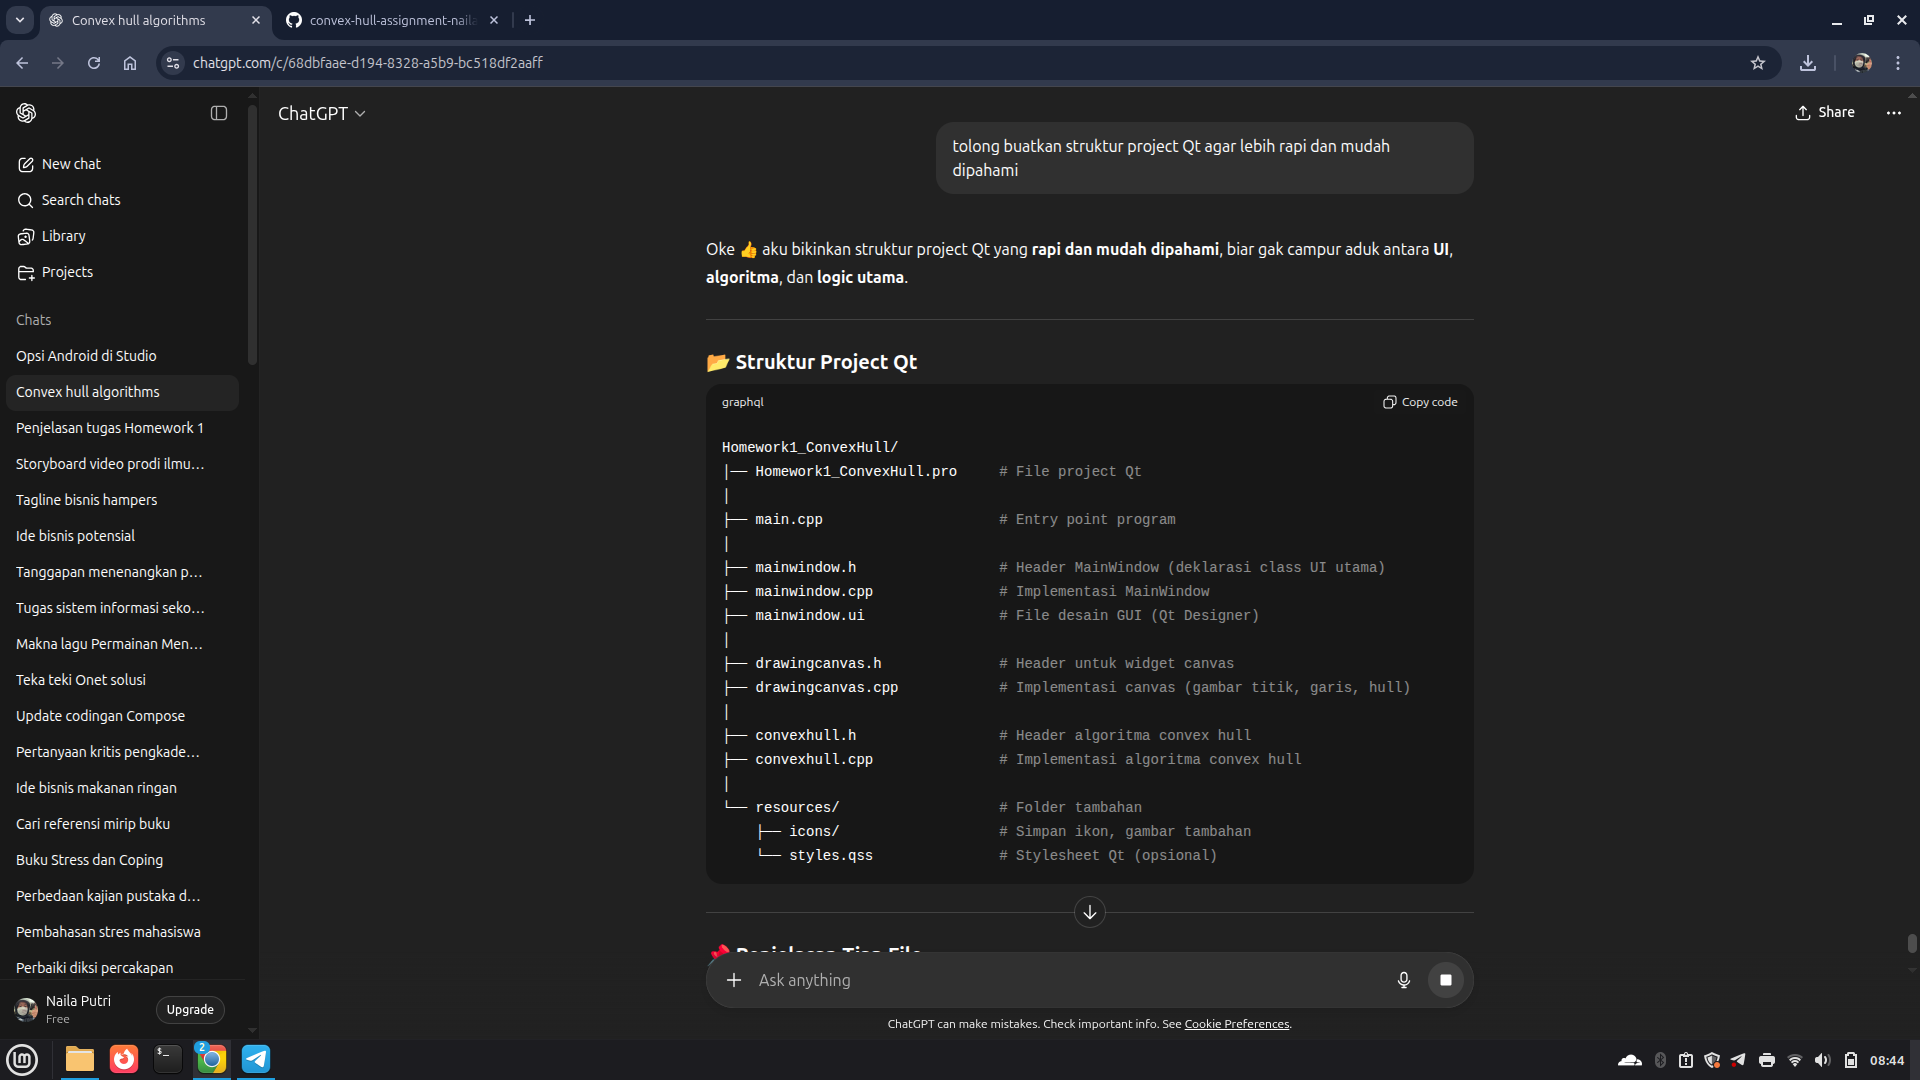 Convex hull algorithms
convex-hull-assignment-naila
chatgpt.com/c/68dbfaae-d194-8328-a5b9-bc518df2aaff
ChatGPT
Share
New chat
Search chats
Library
Projects
Chats
Opsi Android di Studio
Convex hull algorithms
Penjelasan tugas Homework 1
Storyboard video prodi ilmu...
Tagline bisnis hampers
Ide bisnis potensial
Tanggapan menenangkan p...
Tugas sistem informasi seko...
Makna lagu Permainan Men...
Teka teki Onet solusi
Update codingan Compose
Pertanyaan kritis pengkade...
Ide bisnis makanan ringan
Cari referensi mirip buku
Buku Stress dan Coping
Perbedaan kajian pustaka d...
Pembahasan stres mahasiswa
Perbaiki diksi percakapan
Naila Putri
Free
Upgrade
tolong buatkan struktur project Qt agar lebih rapi dan mudah
dipahami
Oke 👍 aku bikinkan struktur project Qt yang rapi dan mudah dipahami, biar gak campur aduk antara UI,
algoritma, dan logic utama.
📂 Struktur Project Qt
graphql
Copy code
Homework1_ConvexHull/
│── Homework1_ConvexHull.pro     # File project Qt
│
├── main.cpp                     # Entry point program
│
├── mainwindow.h                 # Header MainWindow (deklarasi class UI utama)
├── mainwindow.cpp               # Implementasi MainWindow
├── mainwindow.ui                # File desain GUI (Qt Designer)
│
├── drawingcanvas.h              # Header untuk widget canvas
├── drawingcanvas.cpp            # Implementasi canvas (gambar titik, garis, hull)
│
├── convexhull.h                 # Header algoritma convex hull
├── convexhull.cpp               # Implementasi algoritma convex hull
│
└── resources/                   # Folder tambahan
    ├── icons/                   # Simpan ikon, gambar tambahan
    └── styles.qss               # Stylesheet Qt (opsional)
📌 Penjelasan Tiap File
Ask anything
ChatGPT can make mistakes. Check important info. See Cookie Preferences.
2
08:44